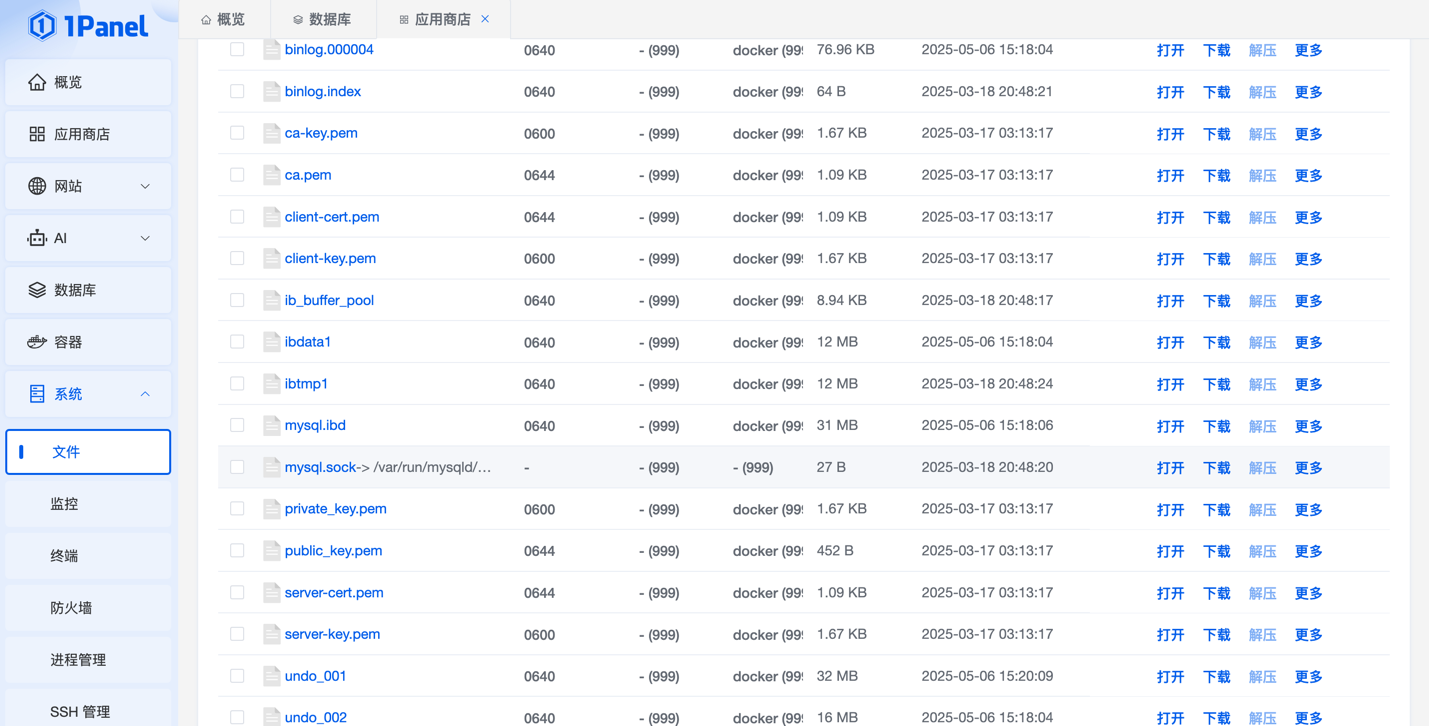 1Panel
概览
应用商店
网站
AI
数据库
容器
系统
文件
监控
终端
防火墙
进程管理
SSH 管理
概览 数据库 应用商店
binlog.000004 0640 - (999) docker (999 76.96 KB 2025-05-06 15:18:04 打开 下载 解压 更多
binlog.index 0640 - (999) docker (999 64 B 2025-03-18 20:48:21 打开 下载 解压 更多
ca-key.pem 0600 - (999) docker (999 1.67 KB 2025-03-17 03:13:17 打开 下载 解压 更多
ca.pem 0644 - (999) docker (999 1.09 KB 2025-03-17 03:13:17 打开 下载 解压 更多
client-cert.pem 0644 - (999) docker (999 1.09 KB 2025-03-17 03:13:17 打开 下载 解压 更多
client-key.pem 0600 - (999) docker (999 1.67 KB 2025-03-17 03:13:17 打开 下载 解压 更多
ib_buffer_pool 0640 - (999) docker (999 8.94 KB 2025-03-18 20:48:17 打开 下载 解压 更多
ibdata1 0640 - (999) docker (999 12 MB 2025-05-06 15:18:04 打开 下载 解压 更多
ibtmp1 0640 - (999) docker (999 12 MB 2025-03-18 20:48:24 打开 下载 解压 更多
mysql.ibd 0640 - (999) docker (999 31 MB 2025-05-06 15:18:06 打开 下载 解压 更多
mysql.sock-> /var/run/mysqld/... - - (999) - (999) 27 B 2025-03-18 20:48:20 打开 下载 解压 更多
private_key.pem 0600 - (999) docker (999 1.67 KB 2025-03-17 03:13:17 打开 下载 解压 更多
public_key.pem 0644 - (999) docker (999 452 B 2025-03-17 03:13:17 打开 下载 解压 更多
server-cert.pem 0644 - (999) docker (999 1.09 KB 2025-03-17 03:13:17 打开 下载 解压 更多
server-key.pem 0600 - (999) docker (999 1.67 KB 2025-03-17 03:13:17 打开 下载 解压 更多
undo_001 0640 - (999) docker (999 32 MB 2025-05-06 15:20:09 打开 下载 解压 更多
undo_002 0640 - (999) docker (999 16 MB 2025-05-06 15:18:04 打开 下载 解压 更多